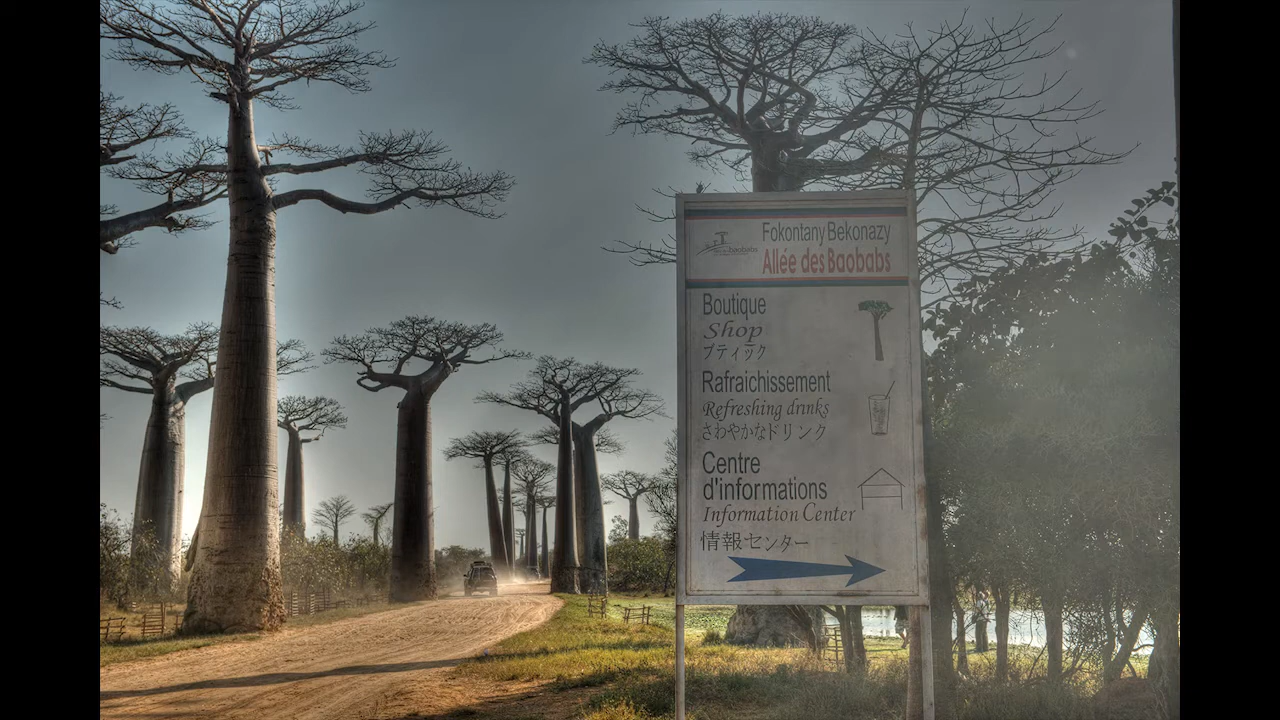 Fokontany Bekonazy
baobabs
Allée des Baobabs
Boutique
Shop
ブティック
Rafraichissement
Refreshing drinks
さわやかなドリンク
Centre
d'informations
Information Center
情報センター